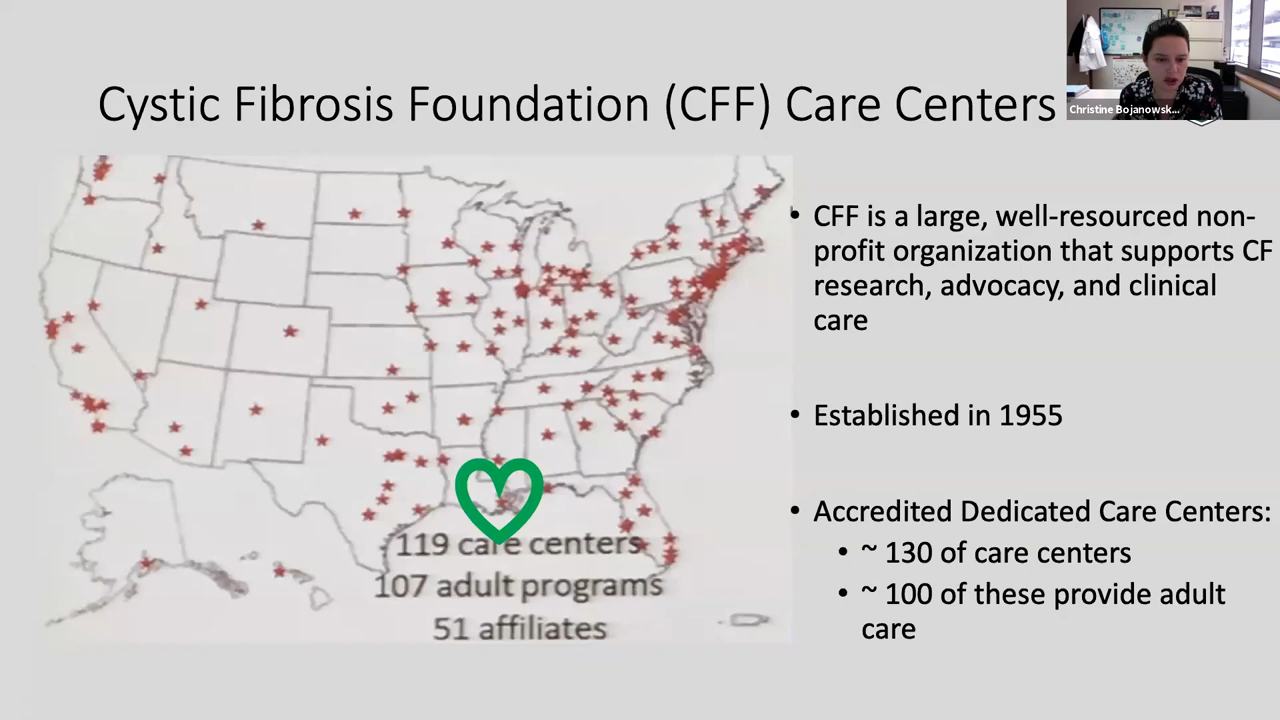 Cystic Fibrosis Foundation (CFF) Care Centers
Christine Bojanowsk...
119 care centers
107 adult programs
51 affiliates
• CFF is a large, well-resourced non-
profit organization that supports CF
research, advocacy, and clinical
care
• Established in 1955
• Accredited Dedicated Care Centers:
• ~ 130 of care centers
• ~ 100 of these provide adult
care